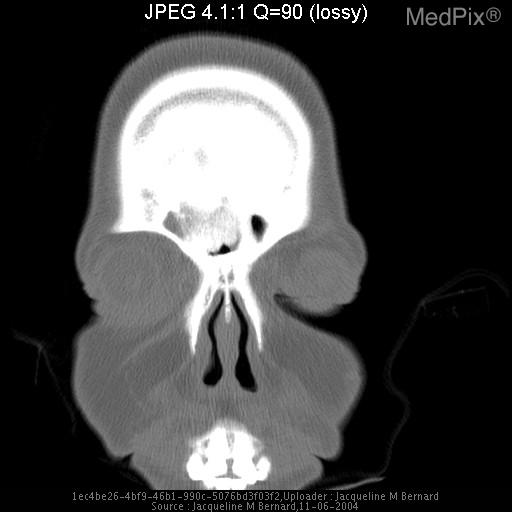 JPEG 4.1:1 Q=90 (lossy)
MedPix®
1ec4be26-4bf9-46b1-990c-5076bd3f03f2,Uploader : Jacqueline M Bernard
Source : Jacqueline M Bernard,11-06-2004